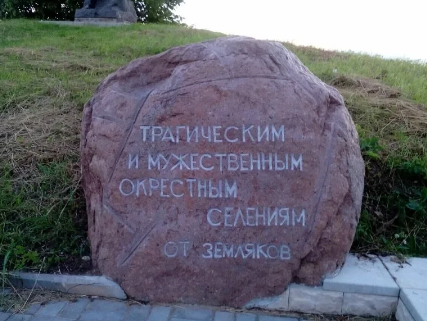 ТРАГИЧЕСКИМ
И МУЖЕСТВЕННЫМ
ОКРЕСТНЫМ
СЕЛЕНИЯМ
ОТ ЗЕМЛЯКОВ